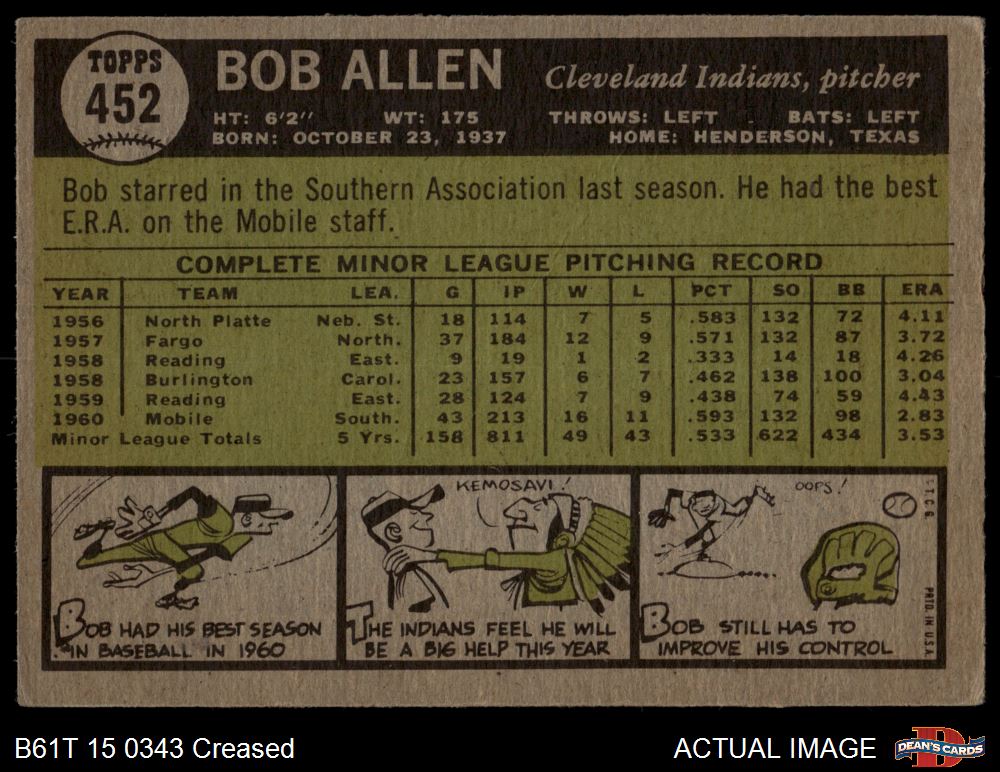 TOPPS
452
BOB ALLEN
Cleveland Indians, pitcher
HT: 6'2" WT: 175 THROWS: LEFT BATS: LEFT
BORN: OCTOBER 23, 1937 HOME: HENDERSON, TEXAS
Bob starred in the Southern Association last season. He had the best
E.R.A. on the Mobile staff.
COMPLETE MINOR LEAGUE PITCHING RECORD
YEAR TEAM LEA. G IP W L PCT SO BB ERA
1956 North Platte Neb. St. 18 114 7 5 .583 132 72 4.11
1957 Fargo North. 37 184 12 9 .571 132 87 3.72
1958 Reading East. 9 19 1 2 .333 14 18 4.26
1958 Burlington Carol. 23 157 6 7 .462 138 100 3.04
1959 Reading East. 28 124 7 9 .438 74 59 4.43
1960 Mobile South. 43 213 16 11 .593 132 98 2.83
Minor League Totals 5 Yrs. 158 811 49 43 .533 622 434 3.53
BOB HAD HIS BEST SEASON
IN BASEBALL IN 1960
KEMOSAVI!
THE INDIANS FEEL HE WILL
BE A BIG HELP THIS YEAR
OOPS!
BOB STILL HAS TO
IMPROVE HIS CONTROL
T.C.G.
PRTD. IN U.S.A.
B61T 15 0343 Creased
ACTUAL IMAGE
DEAN'S CARDS